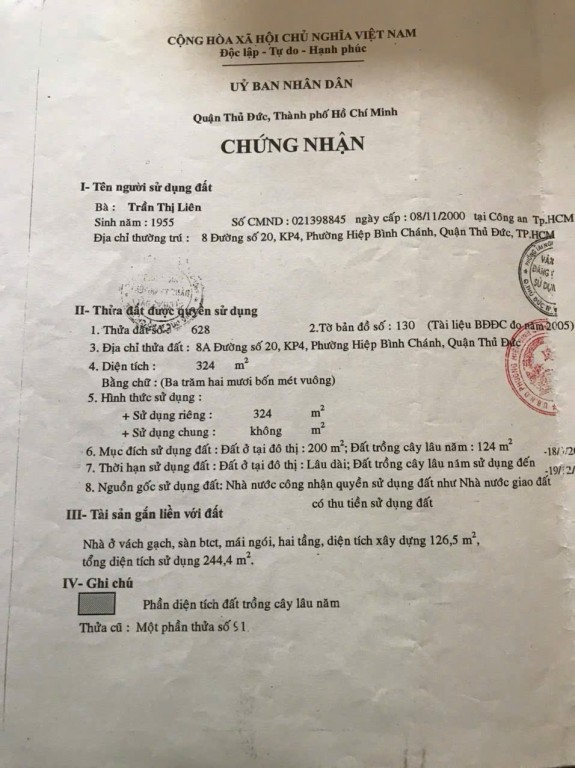 CỘNG HÒA XÃ HỘI CHỦ NGHĨA VIỆT NAM
Độc lập - Tự do - Hạnh phúc
UỶ BAN NHÂN DÂN
Quận Thủ Đức, Thành phố Hồ Chí Minh
CHỨNG NHẬN
I- Tên người sử dụng đất
Bà : Trần Thị Liên
Sinh năm : 1955 Số CMND : 021398845 ngày cấp : 08/11/2000 tại Công an Tp.HCM
Địa chỉ thường trú : 8 Đường số 20, KP4, Phường Hiệp Bình Chánh, Quận Thủ Đức, TP.HCM
II- Thửa đất được quyền sử dụng
1. Thửa đất số : 628 2.Tờ bản đồ số : 130 (Tài liệu BĐĐC đo năm 2005)
3. Địa chỉ thửa đất : 8A Đường số 20, KP4, Phường Hiệp Bình Chánh, Quận Thủ Đức
4. Diện tích : 324 m²
Bằng chữ : (Ba trăm hai mươi bốn mét vuông)
5. Hình thức sử dụng :
+ Sử dụng riêng : 324 m²
+ Sử dụng chung : không m²
6. Mục đích sử dụng đất : Đất ở tại đô thị : 200 m²; Đất trồng cây lâu năm : 124 m²
7. Thời hạn sử dụng đất : Đất ở tại đô thị : Lâu dài; Đất trồng cây lâu năm sử dụng đến
8. Nguồn gốc sử dụng đất: Nhà nước công nhận quyền sử dụng đất như Nhà nước giao đất
có thu tiền sử dụng đất
III- Tài sản gắn liền với đất
Nhà ở vách gạch, sàn btct, mái ngói, hai tầng, diện tích xây dựng 126,5 m²,
tổng diện tích sử dụng 244,4 m².
IV- Ghi chú
Phần diện tích đất trồng cây lâu năm
Thửa cũ : Một phần thửa số